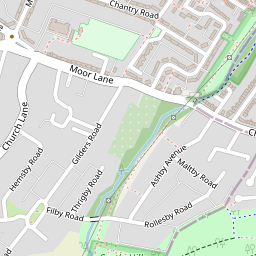 Chantry Road
Moor Lane
Church Lane
Gilders Road
Hemsby Road
Thrigby Road
Filby Road
Ashby Avenue
Maltby Road
Rollesby Road